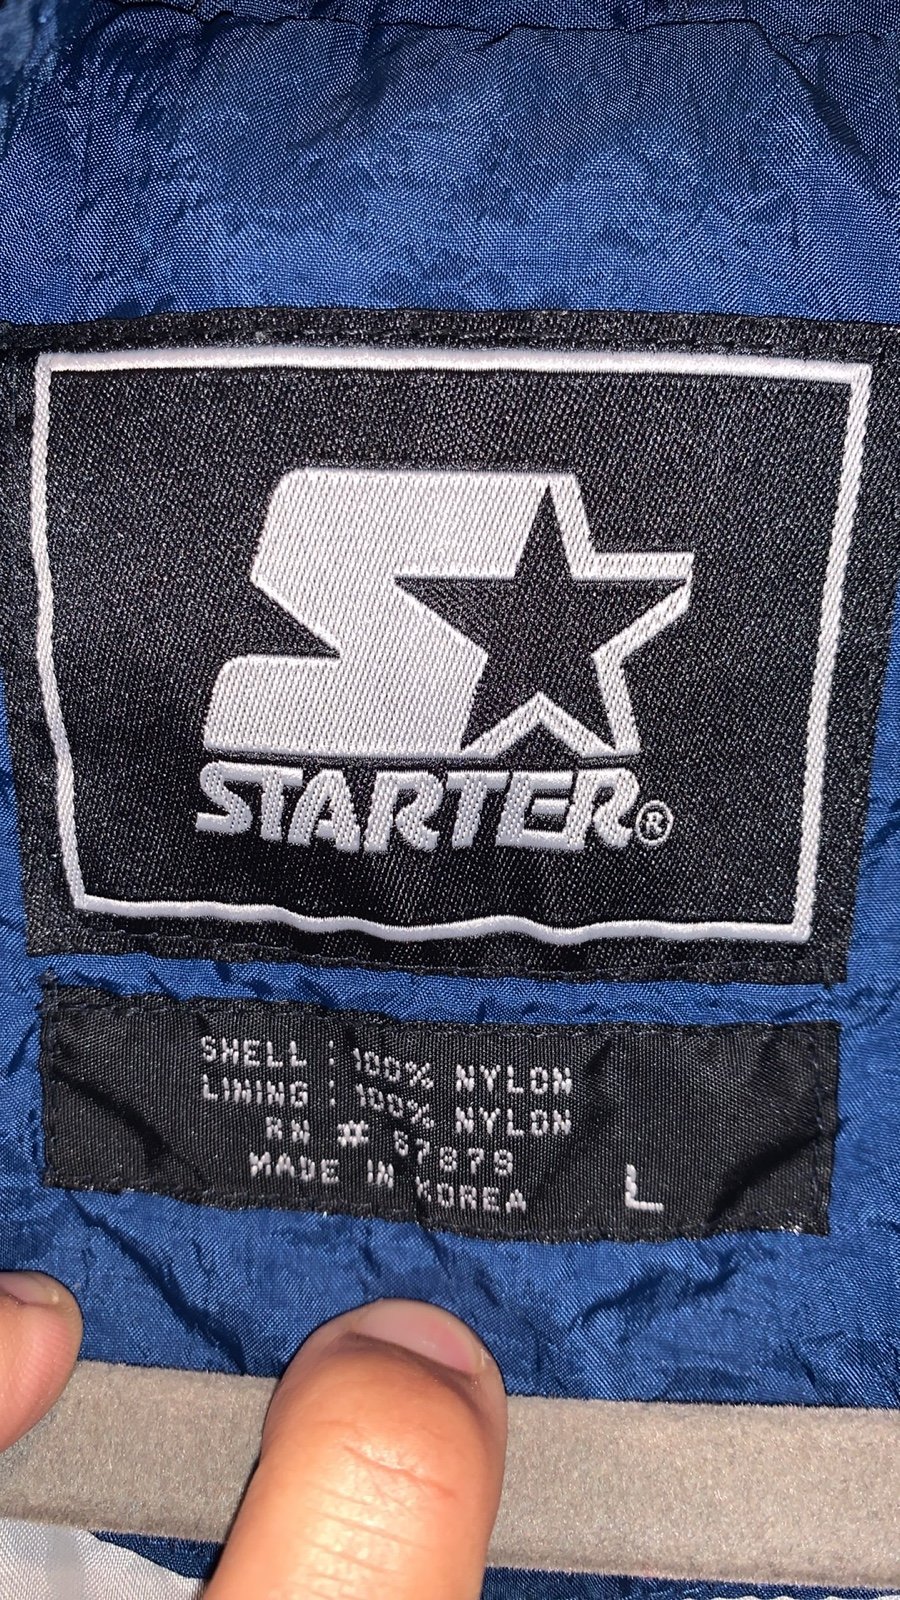 STARTER®
SHELL : 100% NYLON
LINING : 100% NYLON
RN # 67879
MADE IN KOREA
L